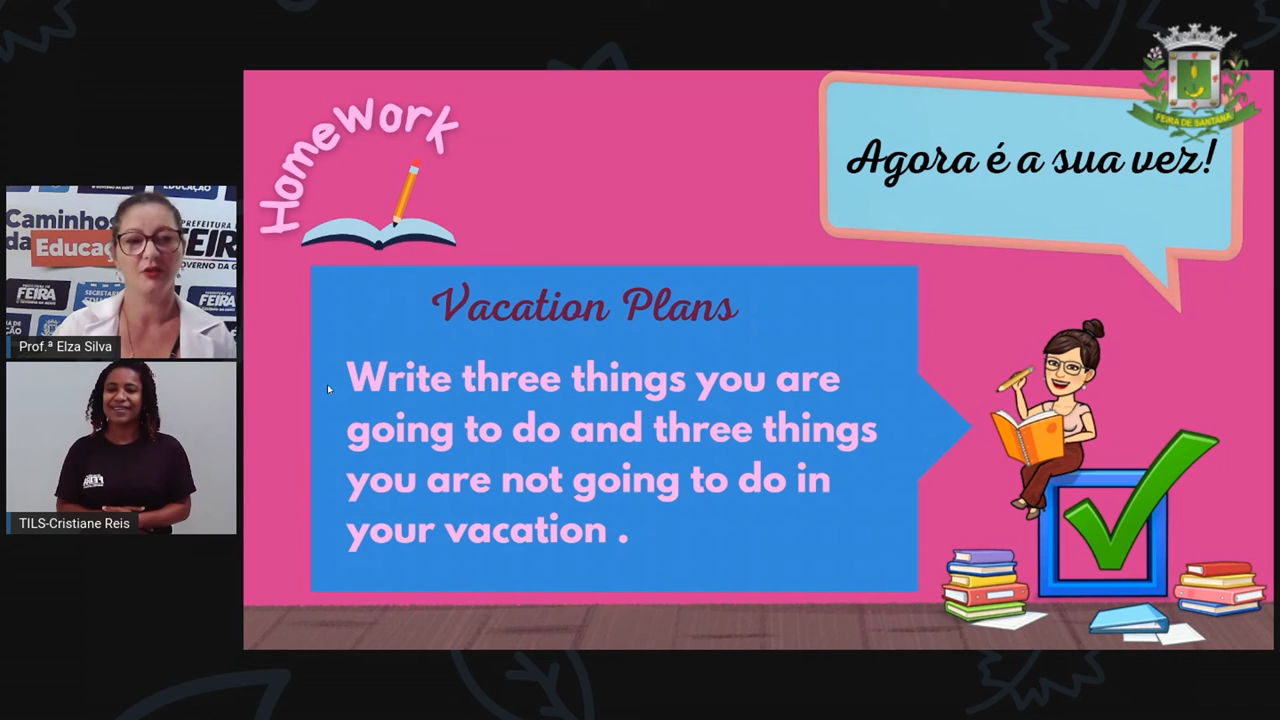 Homework
Agora é a sua vez!
FEIRA DE SANTANA
Vacation Plans
Write three things you are
going to do and three things
you are not going to do in
your vacation .
EDUCAÇÃO
Caminhos
da
Educaç
PREFEITURA
FEIRA
Prof.ª Elza Silva
TILS-Cristiane Reis